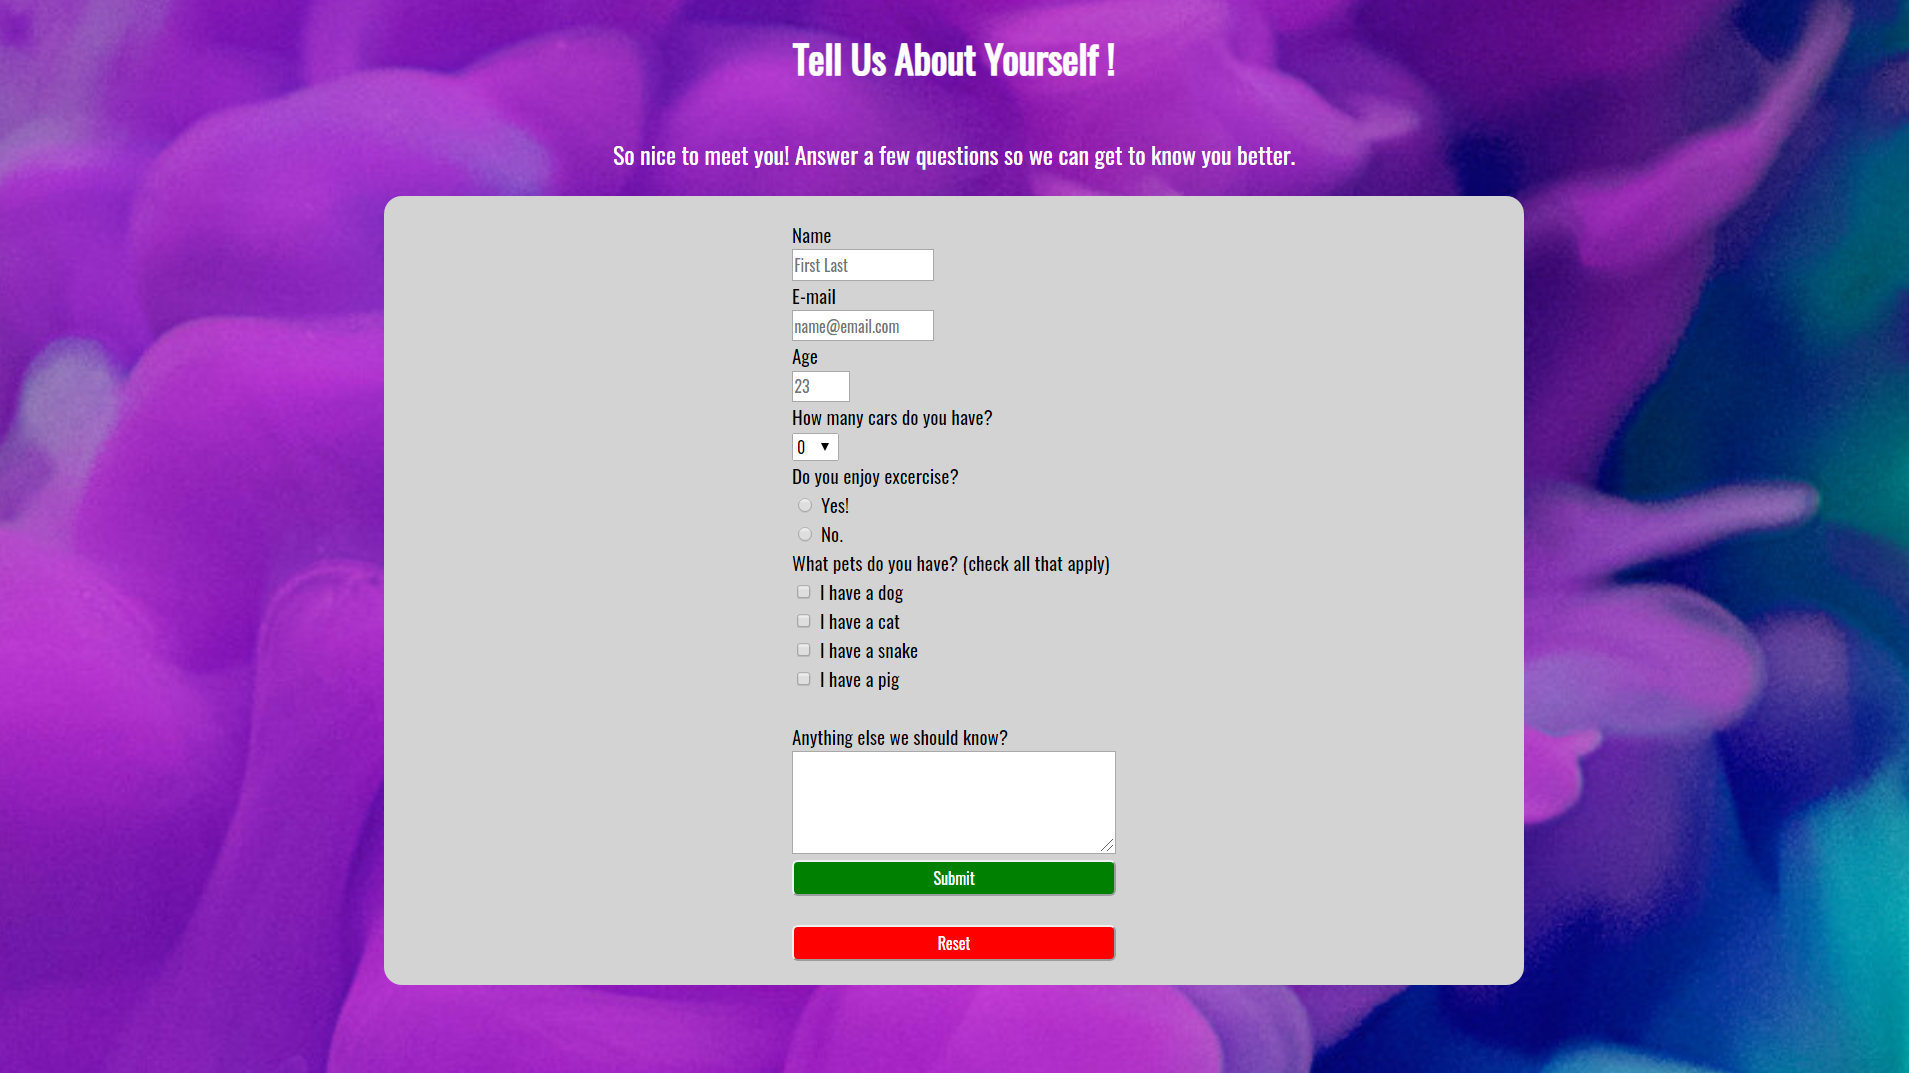 Tell Us About Yourself !
So nice to meet you! Answer a few questions so we can get to know you better.
Name
First Last
E-mail
name@email.com
Age
23
How many cars do you have?
0
Do you enjoy excercise?
Yes!
No.
What pets do you have? (check all that apply)
I have a dog
I have a cat
I have a snake
I have a pig
Anything else we should know?
Submit
Reset